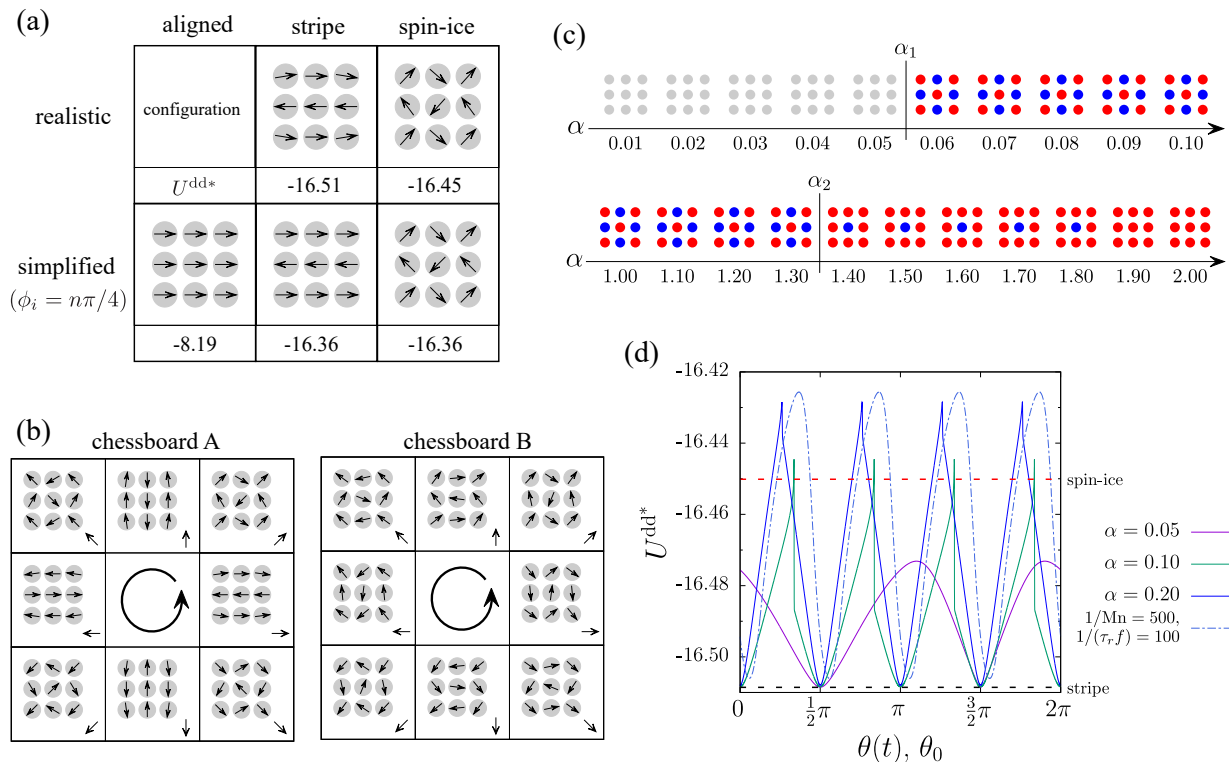 (a)
aligned stripe spin-ice
realistic
configuration
U^dd* -16.51 -16.45
simplified
(ϕ_i = nπ/4)
-8.19 -16.36 -16.36
(b)
chessboard A chessboard B
(c)
α_1
α
0.01 0.02 0.03 0.04 0.05 0.06 0.07 0.08 0.09 0.10
α_2
α
1.00 1.10 1.20 1.30 1.40 1.50 1.60 1.70 1.80 1.90 2.00
(d)
-16.42
-16.44
-16.46
-16.48
-16.50
U^dd*
spin-ice
stripe
α = 0.05
α = 0.10
α = 0.20
1/Mn = 500,
1/(τ_r f) = 100
0 1/2π π 3/2π 2π
θ(t), θ_0